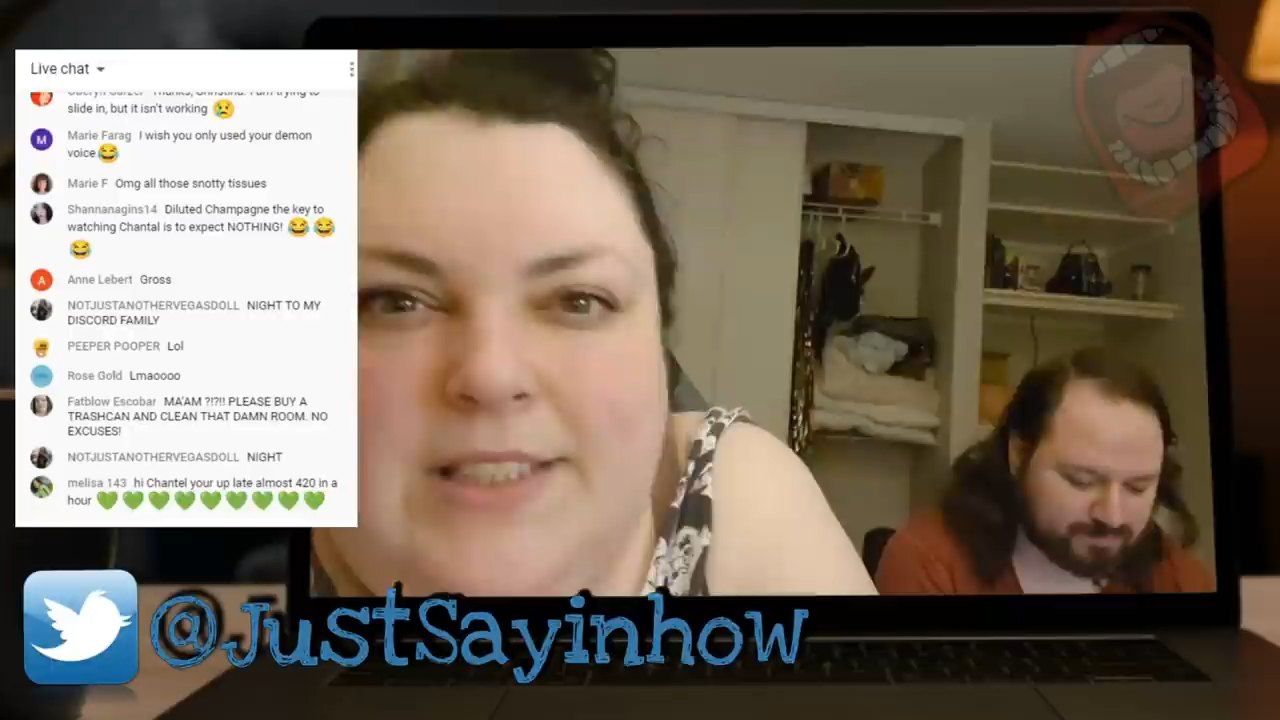 Live chat
slide in, but it isn't working 😢
M
Marie Farag I wish you only used your demon
voice😂
Marie F Omg all those snotty tissues
Shannanagins14 Diluted Champagne the key to
watching Chantal is to expect NOTHING! 😂 😂
😂
A
Anne Lebert Gross
NOTJUSTANOTHERVEGASDOLL NIGHT TO MY
DISCORD FAMILY
PEEPER POOPER Lol
Rose Gold Lmaoooo
Fatblow Escobar MA'AM ?!?!! PLEASE BUY A
TRASHCAN AND CLEAN THAT DAMN ROOM. NO
EXCUSES!
NOTJUSTANOTHERVEGASDOLL NIGHT
melisa 143 hi Chantel your up late almost 420 in a
hour 💚💚💚💚💚💚💚💚💚
@JustSayinhow